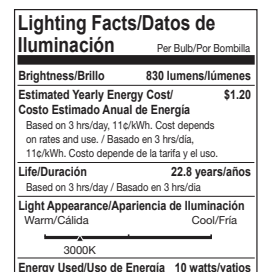 Lighting Facts/Datos de
Iluminación Per Bulb/Por Bombilla
Brightness/Brillo 830 lumens/lúmenes
Estimated Yearly Energy Cost/ $1.20
Costo Estimado Anual de Energía
Based on 3 hrs/day, 11¢/kWh. Cost depends
on rates and use. / Basado en 3 hrs/día,
11¢/kWh. Costo depende de la tarifa y el uso.
Life/Duración 22.8 years/años
Based on 3 hrs/day / Basado en 3 hrs/dia
Light Appearance/Apariencia de Iluminación
Warm/Cálida Cool/Fría
3000K
Energy Used/Uso de Energía 10 watts/vatios